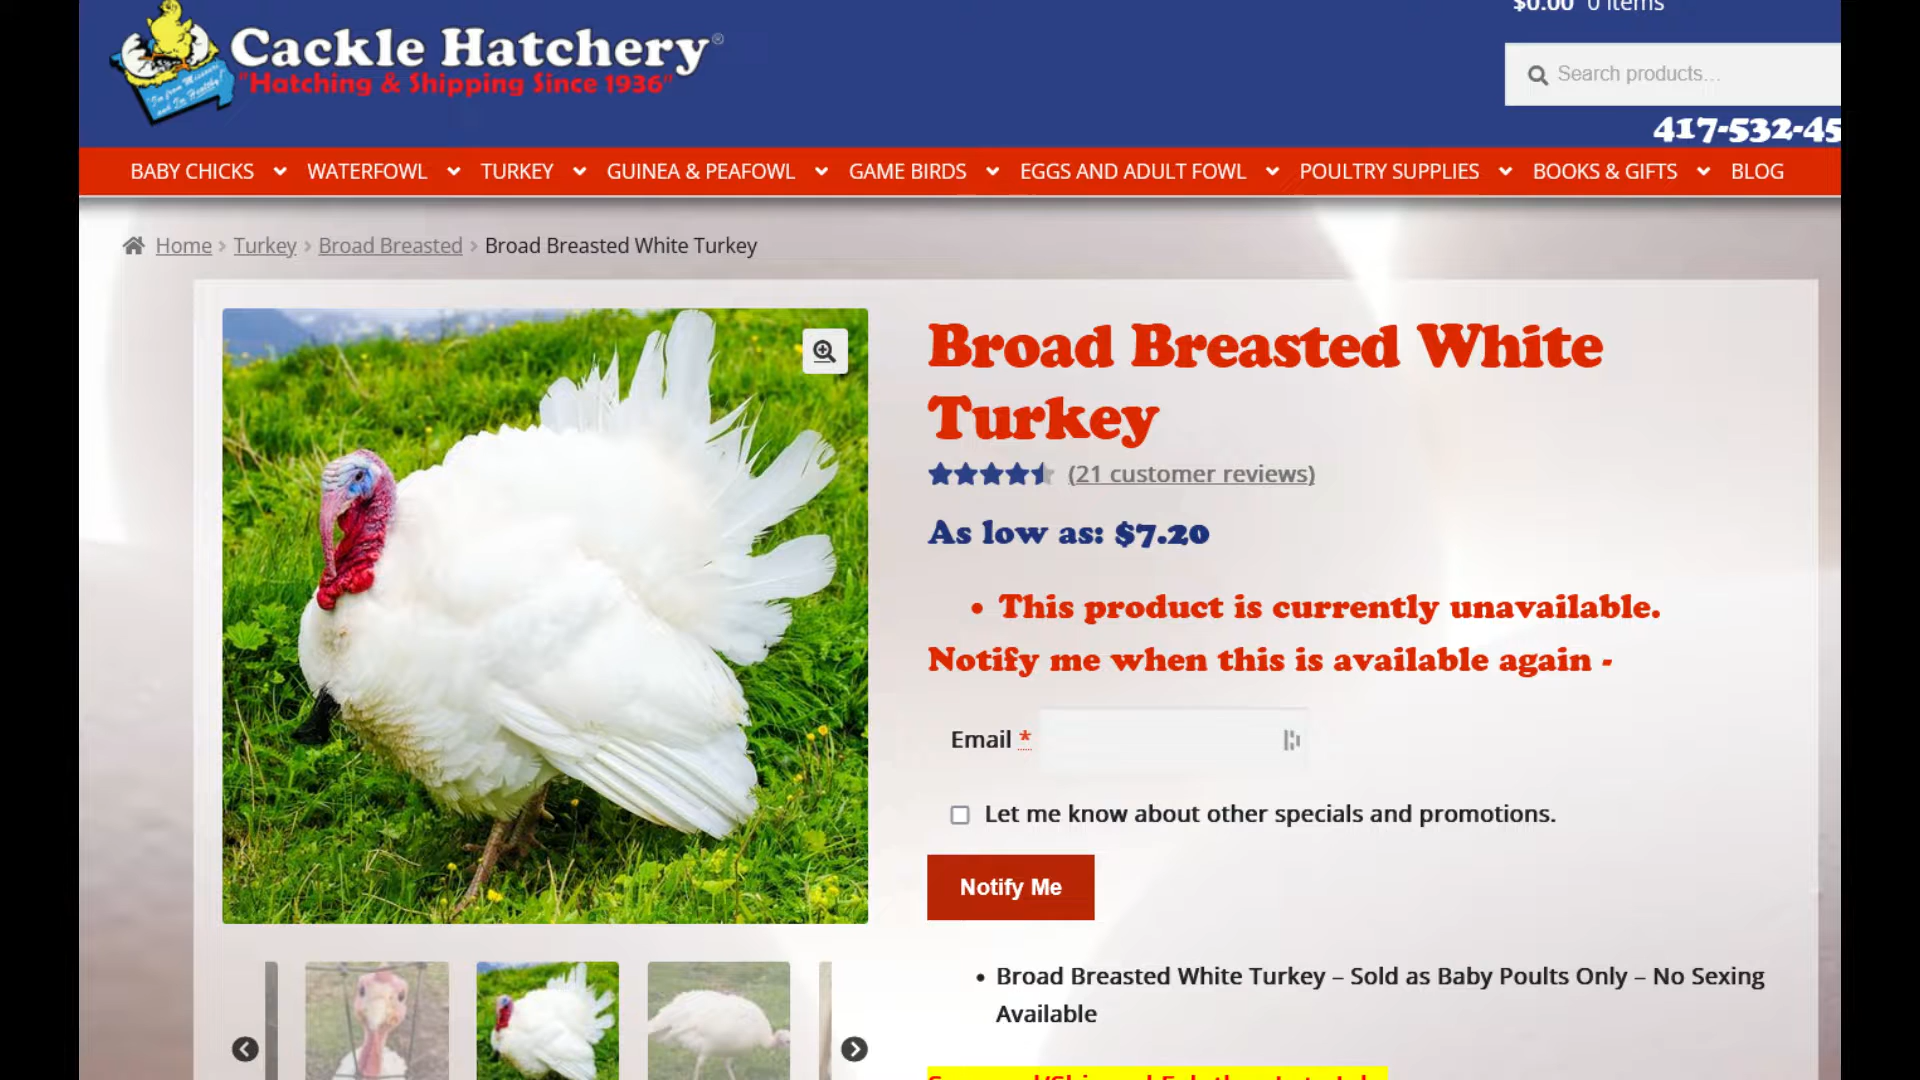 $0.00 0 items
Cackle Hatchery®
"Hatching & Shipping Since 1936"
"I'm from Missouri
and I'm Healthy!"
Search products...
417-532-45
BABY CHICKS WATERFOWL TURKEY GUINEA & PEAFOWL GAME BIRDS EGGS AND ADULT FOWL POULTRY SUPPLIES BOOKS & GIFTS BLOG
Home › Turkey › Broad Breasted › Broad Breasted White Turkey
Broad Breasted White
Turkey
(21 customer reviews)
As low as: $7.20
• This product is currently unavailable.
Notify me when this is available again -
Email *
Let me know about other specials and promotions.
Notify Me
• Broad Breasted White Turkey – Sold as Baby Poults Only – No Sexing
Available